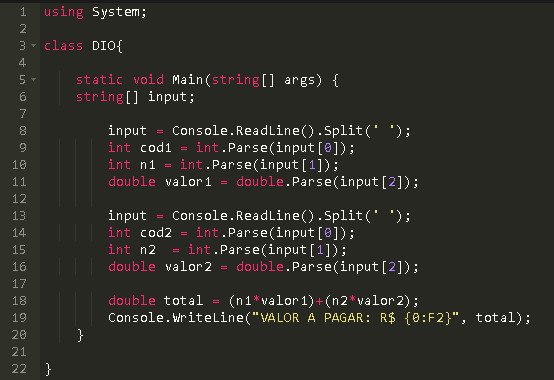 1 using System;
2
3 class DIO{
4
5 static void Main(string[] args) {
6 string[] input;
7
8 input = Console.ReadLine().Split(' ');
9 int cod1 = int.Parse(input[0]);
10 int n1 = int.Parse(input[1]);
11 double valor1 = double.Parse(input[2]);
12
13 input = Console.ReadLine().Split(' ');
14 int cod2 = int.Parse(input[0]);
15 int n2  = int.Parse(input[1]);
16 double valor2 = double.Parse(input[2]);
17
18 double total = (n1*valor1)+(n2*valor2);
19 Console.WriteLine("VALOR A PAGAR: R$ {0:F2}", total);
20 }
21
22 }